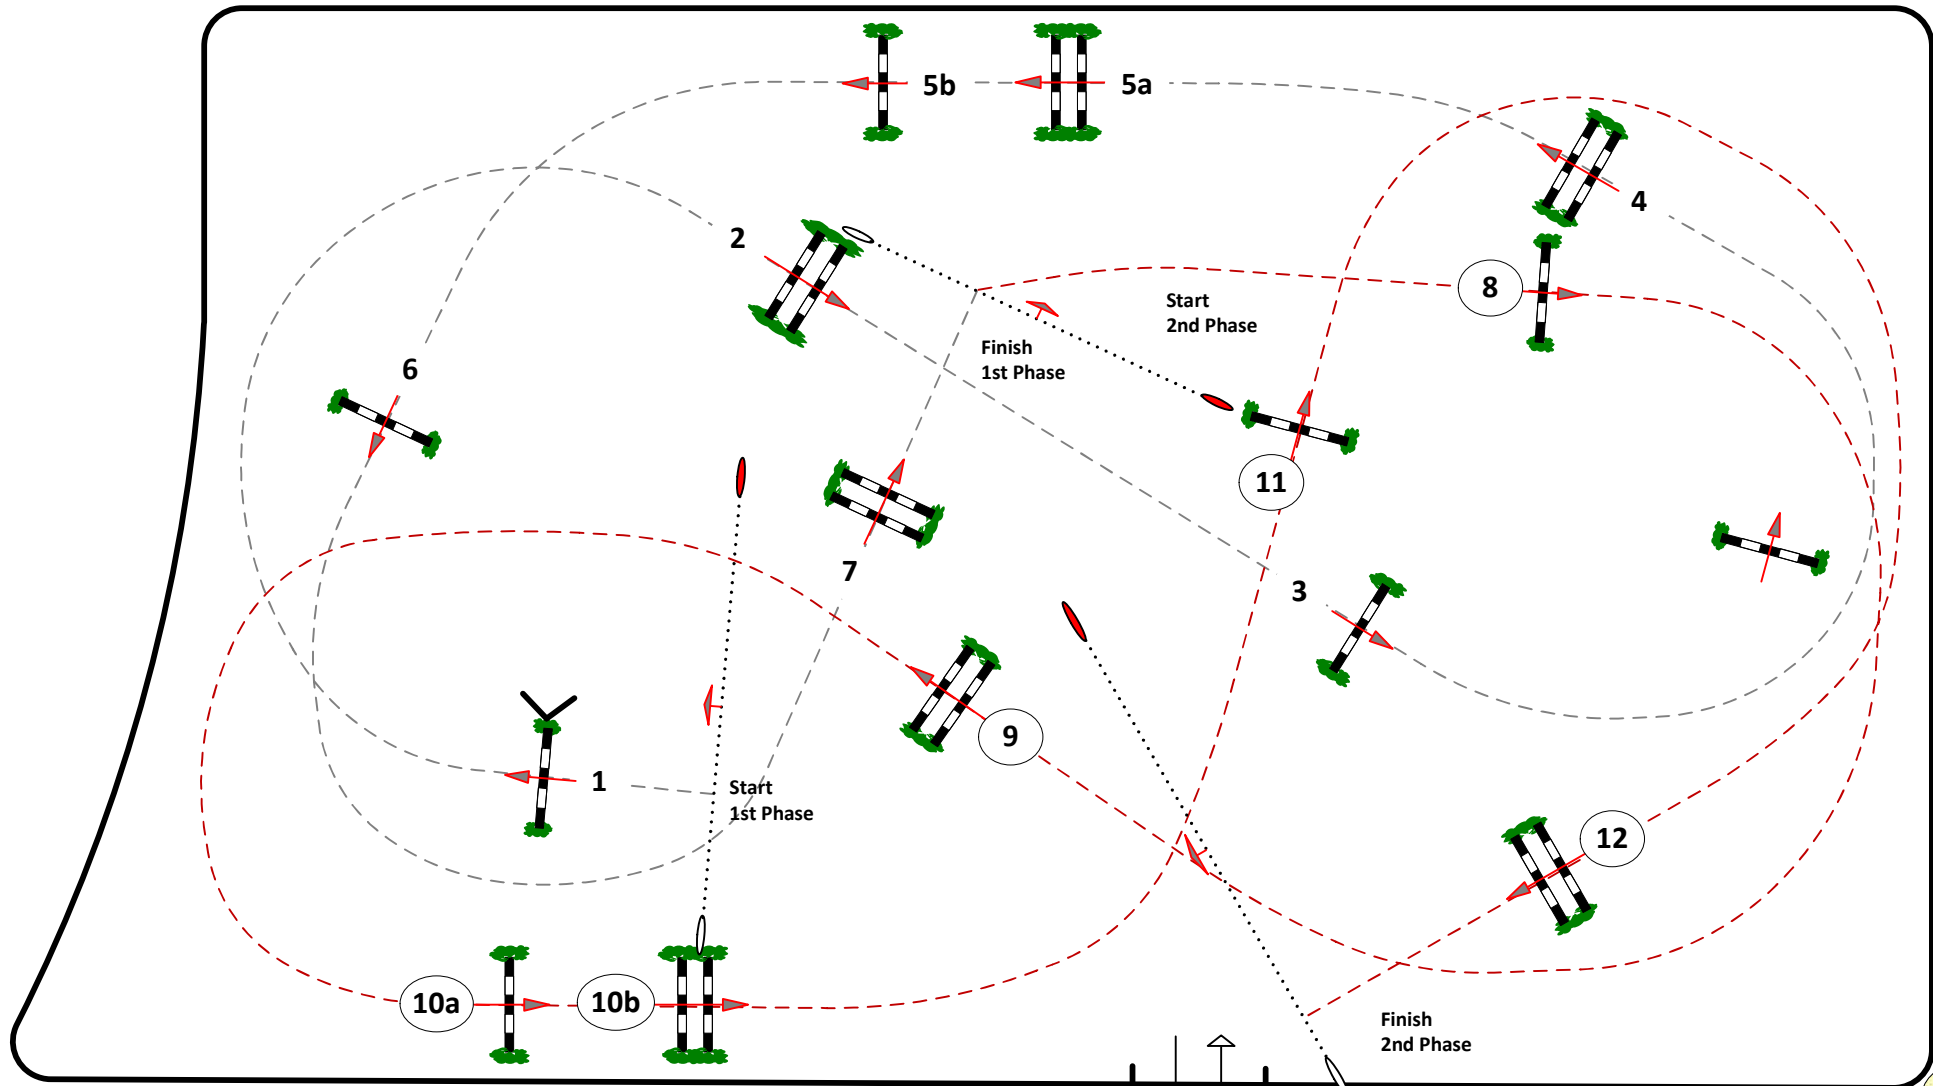 5b
5a
4
2
8
Start
2nd Phase
Finish
1st Phase
6
11
7
3
9
1
Start
1st Phase
12
10a
10b
Finish
2nd Phase